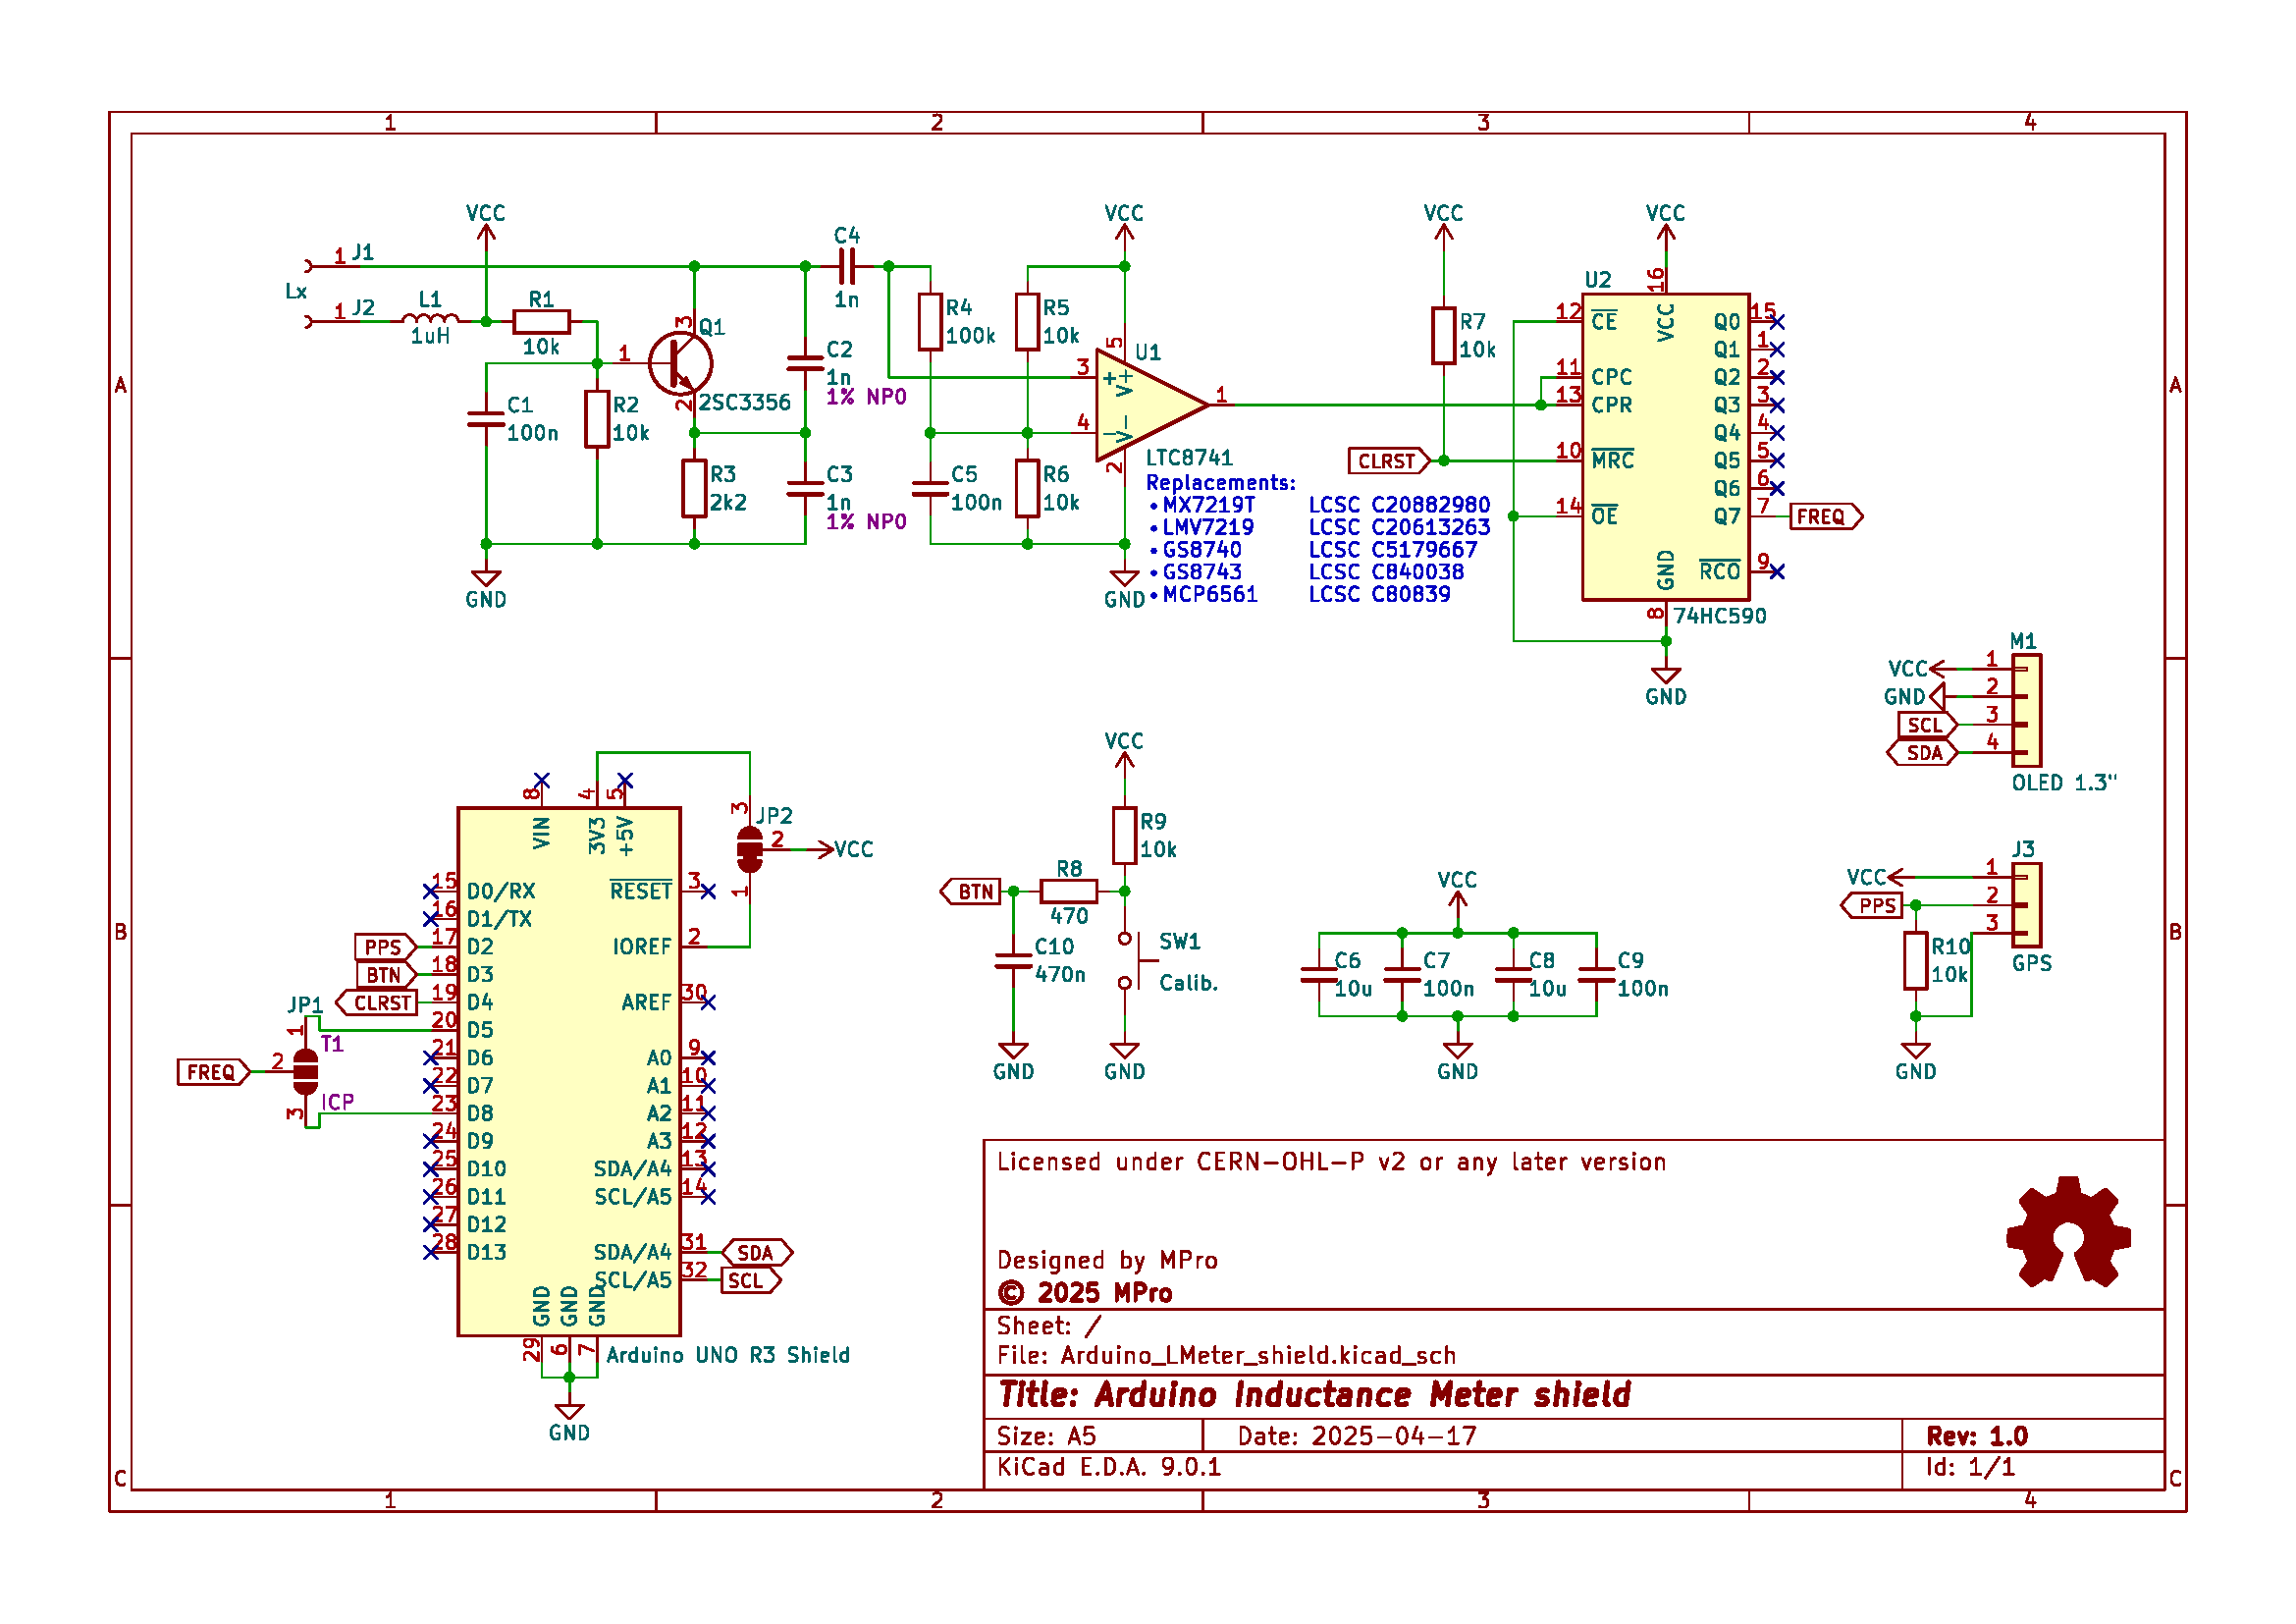 1 2 3 4
A A
B B
C C
1 2 3 4
VCC
1 J1
Lx
1 J2
L1
1uH
R1
10k
C1
100n
R2
10k
1
3
2
Q1
2SC3356
R3
2k2
C2
1n
1% NP0
C3
1n
1% NP0
GND
C4
1n
R4
100k
R5
10k
C5
100n
R6
10k
VCC
5
3
4
1
2
+
-
V+
V-
U1
LTC8741
GND
Replacements:
•MX7219T LCSC C20882980
•LMV7219 LCSC C20613263
•GS8740 LCSC C5179667
•GS8743 LCSC C840038
•MCP6561 LCSC C80839
VCC
R7
10k
CLRST
VCC
U2
16
VCC
12 CE
11 CPC
13 CPR
10 MRC
14 OE
Q0 15
Q1 1
Q2 2
Q3 3
Q4 4
Q5 5
Q6 6
Q7 7
RCO 9
FREQ
GND
8
74HC590
GND
M1
VCC 1
GND 2
SCL 3
SDA 4
OLED 1.3"
8 4 5
VIN 3V3 +5V
3
JP2
2
VCC
1
15 D0/RX
16 D1/TX
PPS 17 D2
BTN 18 D3
CLRST 19 D4
20 D5
21 D6
22 D7
23 D8
24 D9
25 D10
26 D11
27 D12
28 D13
JP1
1
T1
FREQ 2
ICP
3
RESET 3
IOREF 2
AREF 30
A0 9
A1 10
A2 11
A3 12
SDA/A4 13
SCL/A5 14
SDA/A4 31 SDA
SCL/A5 32 SCL
GND GND GND
29 6 7
Arduino UNO R3 Shield
GND
VCC
R9
10k
BTN
R8
470
C10
470n
SW1
Calib.
GND
GND
VCC
C6
10u
C7
100n
C8
10u
C9
100n
GND
J3
VCC 1
PPS 2
3
R10
10k
GPS
GND
Licensed under CERN-OHL-P v2 or any later version
Designed by MPro
© 2025 MPro
Sheet: /
File: Arduino_LMeter_shield.kicad_sch
Title: Arduino Inductance Meter shield
Size: A5 Date: 2025-04-17 Rev: 1.0
KiCad E.D.A. 9.0.1 Id: 1/1